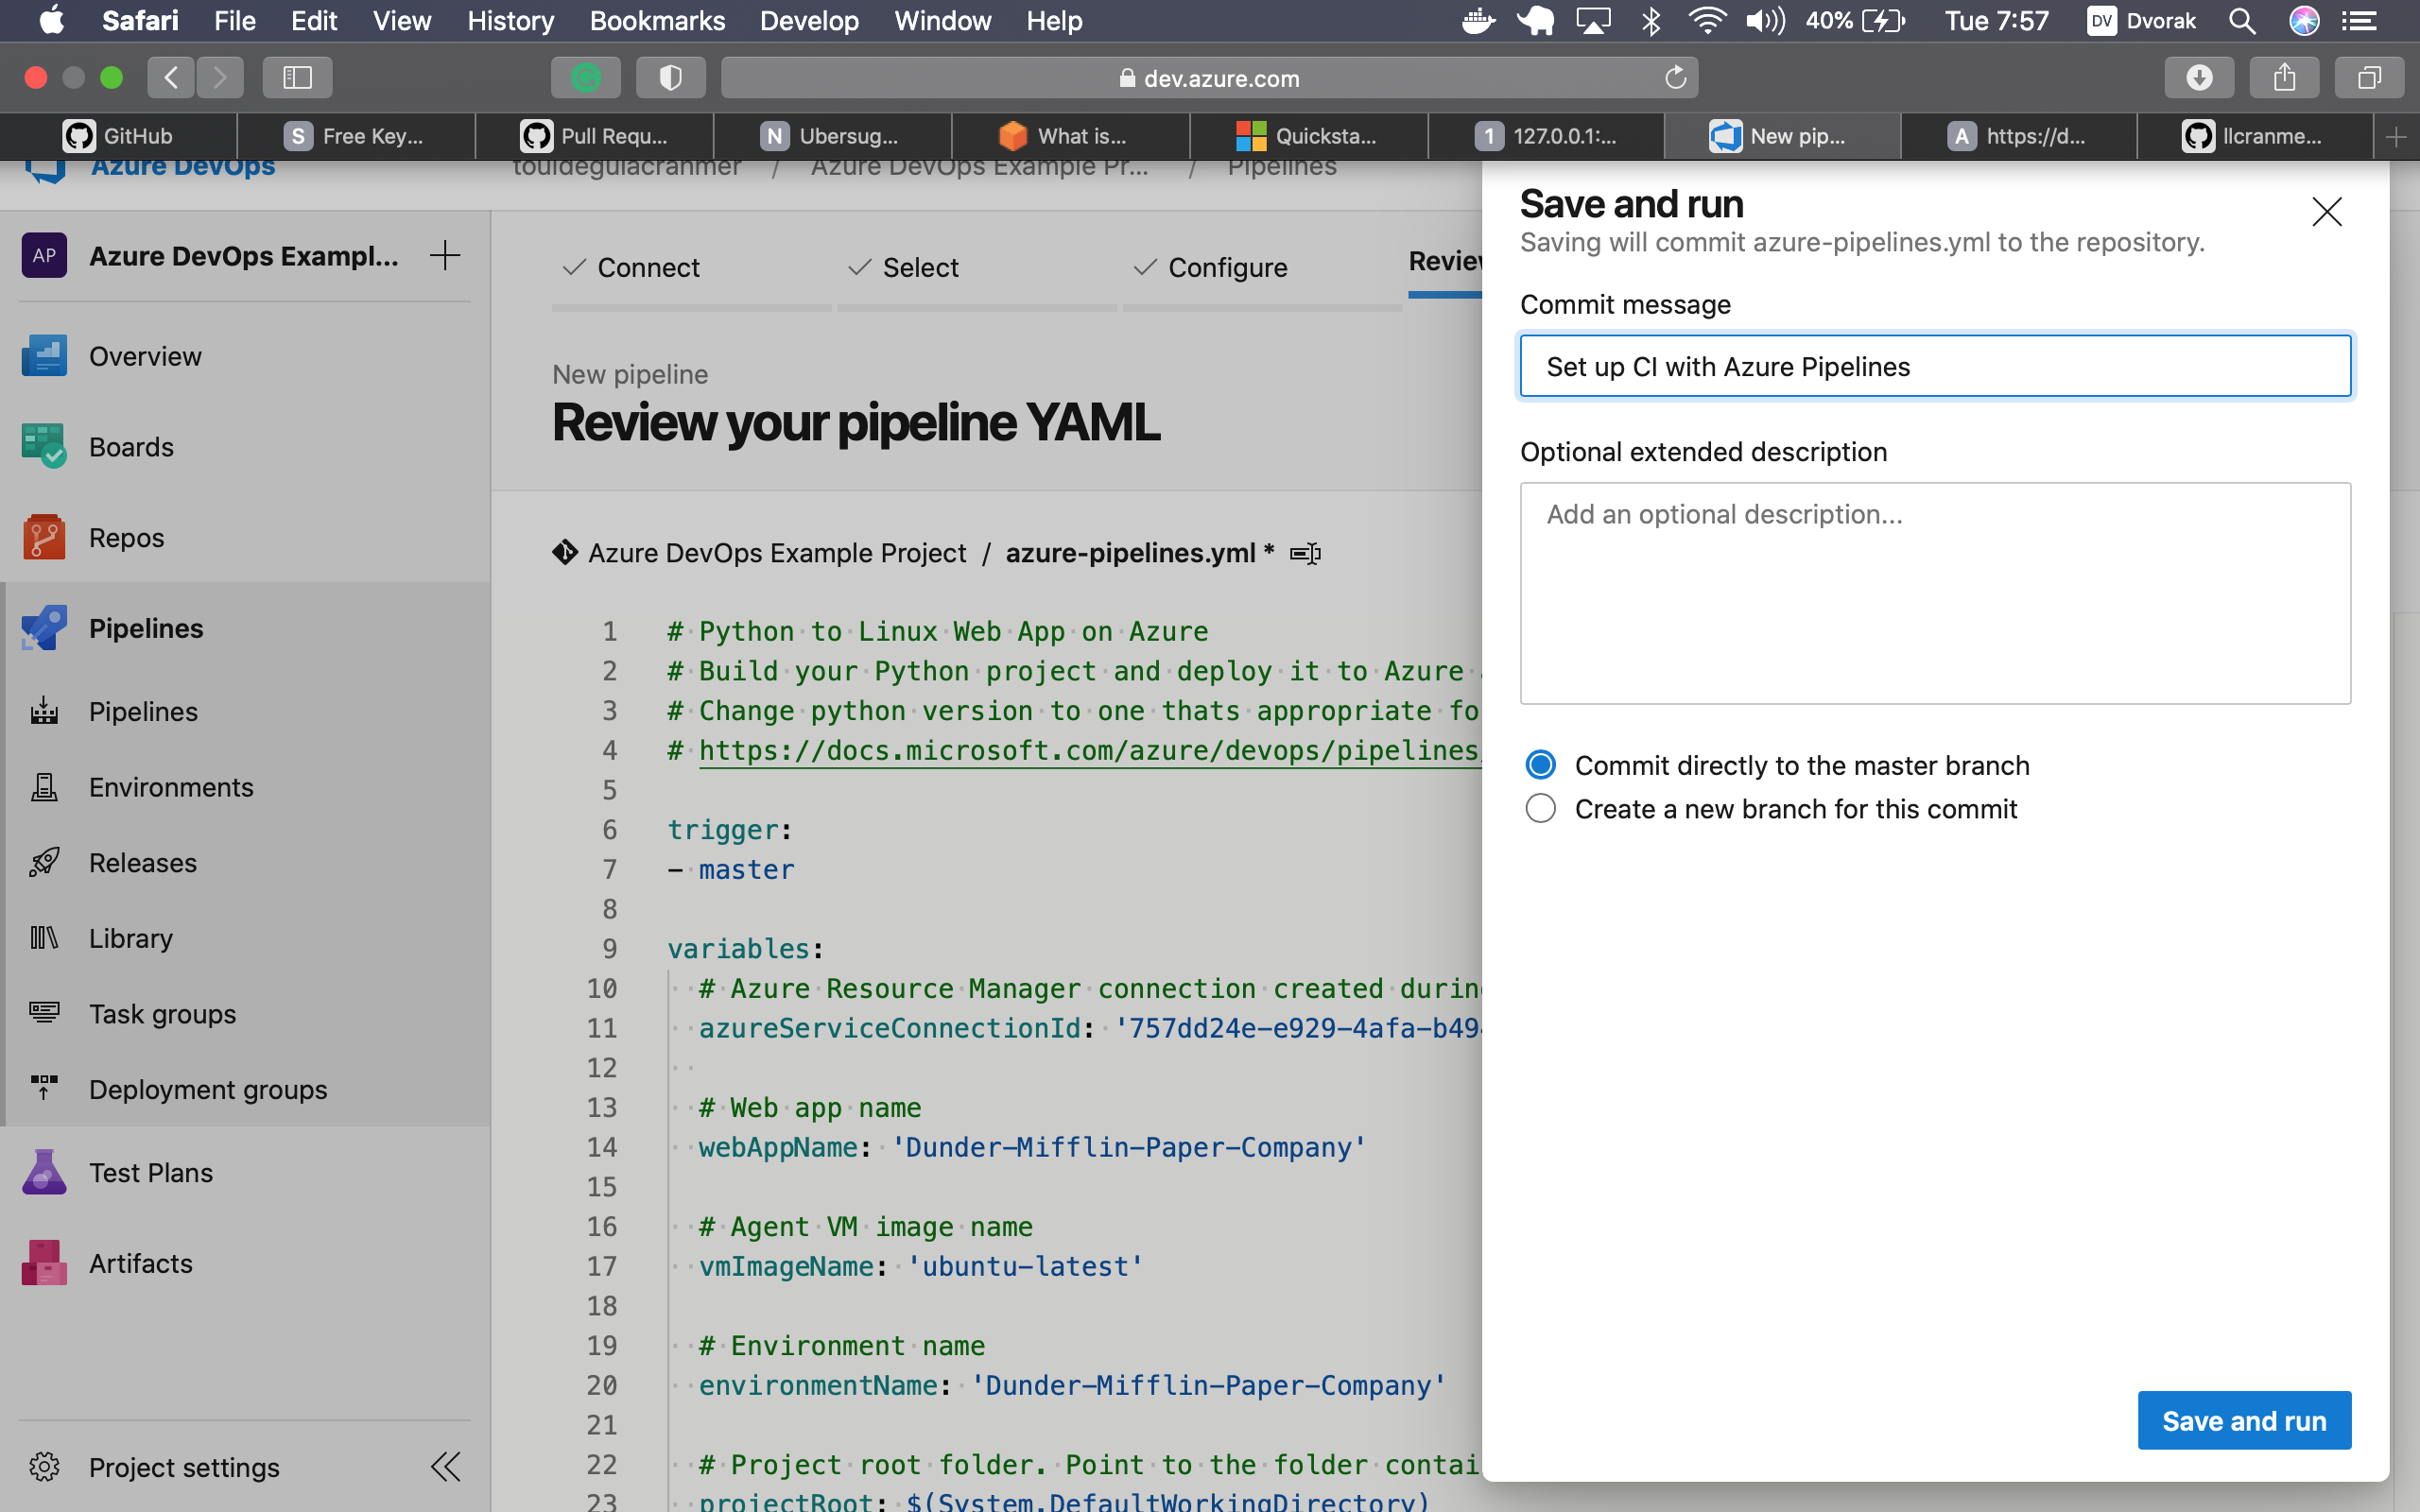 Safari File Edit View History Bookmarks Develop Window Help 40% Tue 7:57 DV Dvorak
dev.azure.com
GitHub S Free Key... Pull Requ... N Ubersug... What is... Quicksta... 1 127.0.0.1:... New pip... A https://d... llcranme...
Azure DevOps touldegulacranmer / Azure DevOps Example Pr... / Pipelines
AP Azure DevOps Exampl...
Overview
Boards
Repos
Pipelines
Pipelines
Environments
Releases
Library
Task groups
Deployment groups
Test Plans
Artifacts
Project settings
Connect Select Configure Review
New pipeline
Review your pipeline YAML
Azure DevOps Example Project / azure-pipelines.yml *
1 # Python to Linux Web App on Azure
2 # Build your Python project and deploy it to Azure
3 # Change python version to one thats appropriate fo
4 # https://docs.microsoft.com/azure/devops/pipelines
5
6 trigger:
7 - master
8
9 variables:
10 # Azure Resource Manager connection created during
11 azureServiceConnectionId: '757dd24e-e929-4afa-b49
12
13 # Web app name
14 webAppName: 'Dunder-Mifflin-Paper-Company'
15
16 # Agent VM image name
17 vmImageName: 'ubuntu-latest'
18
19 # Environment name
20 environmentName: 'Dunder-Mifflin-Paper-Company'
21
22 # Project root folder. Point to the folder contai
23 projectRoot: $(System.DefaultWorkingDirectory)
Save and run
Saving will commit azure-pipelines.yml to the repository.
Commit message
Set up CI with Azure Pipelines
Optional extended description
Add an optional description...
Commit directly to the master branch
Create a new branch for this commit
Save and run